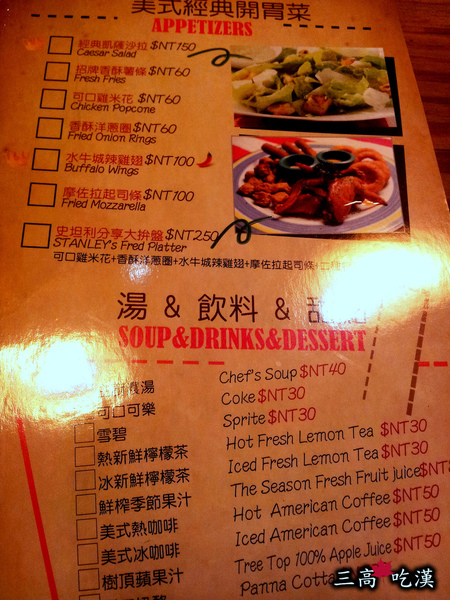 美式經典開胃菜
APPETIZERS
經典凱薩沙拉 $NT150
Caesar Salad
招牌香酥薯條 $NT60
Fresh Fries
可口雞米花 $NT60
Chicken Popcone
香酥洋蔥圈 $NT60
Fried Onion Rings
水牛城辣雞翅 $NT100
Buffalo Wings
摩佐拉起司條 $NT100
Fried Mozzarella
史坦利分享大拚盤 $NT250
STANLEY's Fred Platter
可口雞米花+香酥洋蔥圈+水牛城辣雞翅+摩佐拉起司條+
湯 & 飲料 & 甜點
SOUP&DRINKS&DESSERT
濃湯 Chef's Soup $NT40
可口可樂 Coke $NT30
雪碧 Sprite $NT30
熱新鮮檸檬茶 Hot Fresh Lemon Tea $NT30
冰新鮮檸檬茶 Iced Fresh Lemon Tea $NT30
鮮榨季節果汁 The Season Fresh Fruit juice
美式熱咖啡 Hot American Coffee $NT50
美式冰咖啡 Iced American Coffee $NT50
樹頂蘋果汁 Tree Top 100% Apple Juice $NT50
Panna Cotta
三高 吃漢